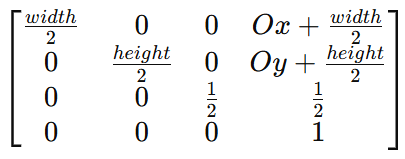 width/2 0 0 Ox + width/2
0 height/2 0 Oy + height/2
0 0 1/2 1/2
0 0 0 1